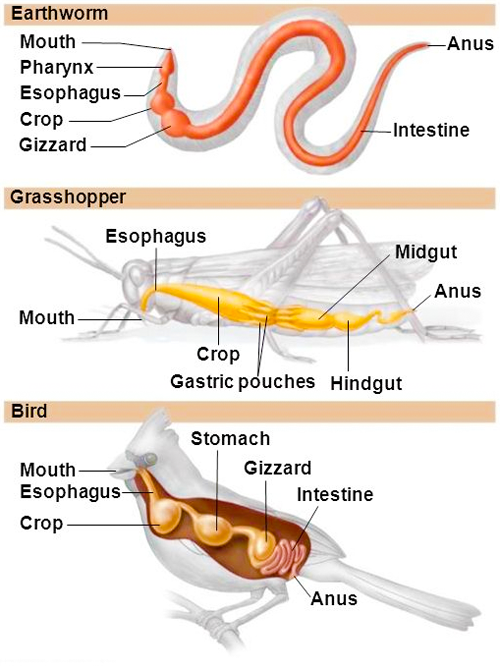 Earthworm
Mouth
Anus
Pharynx
Esophagus
Crop
Intestine
Gizzard
Grasshopper
Esophagus
Midgut
Anus
Mouth
Crop
Gastric pouches
Hindgut
Bird
Stomach
Mouth
Gizzard
Esophagus
Intestine
Crop
Anus